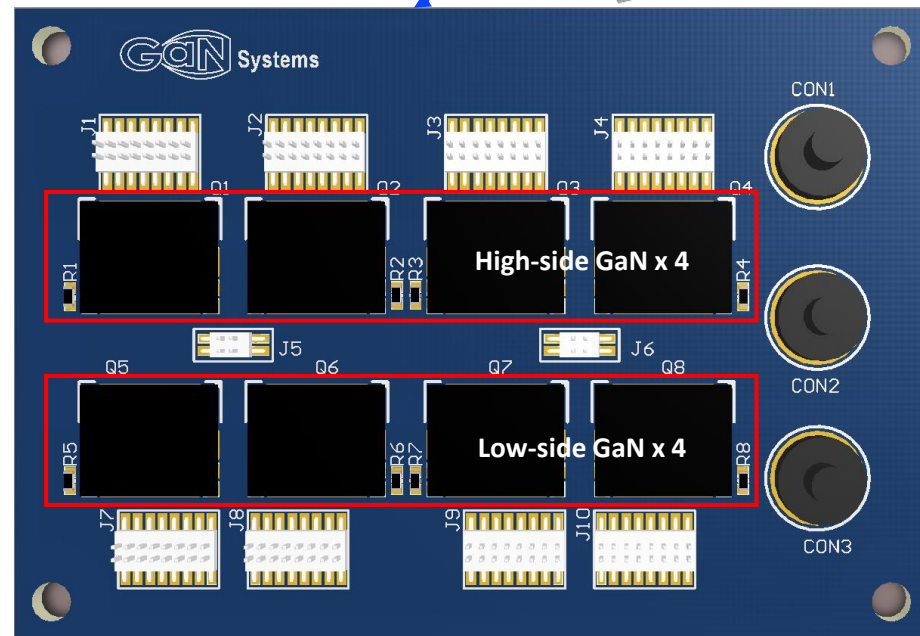 GaN Systems
CON1
J1 J2 J3 J4
Q1 Q2 Q3 Q4
High-side GaN x 4
R1 R2 R3 R4
J5 J6
Q5 Q6 Q7 Q8
CON2
Low-side GaN x 4
R5 R6 R7 R8
J7 J8 J9 J10
CON3